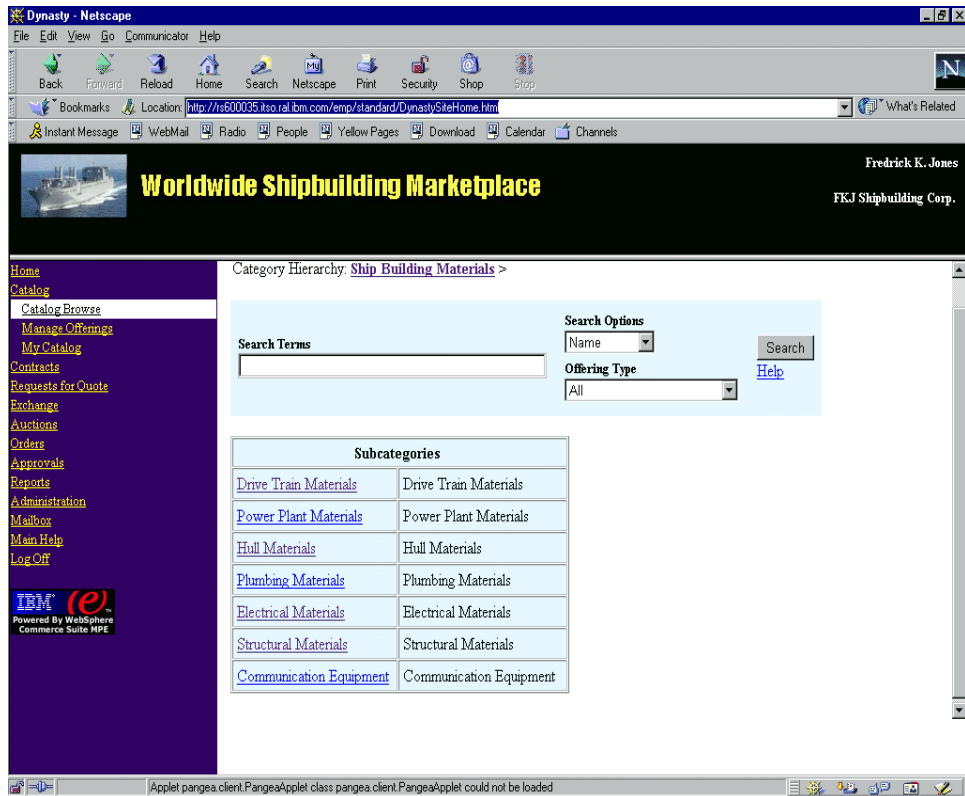 Dynasty - Netscape
File Edit View Go Communicator Help
Back Forward Reload Home Search Netscape Print Security Shop Stop
My
N
Bookmarks Location: http://rs600035.itso.ral.ibm.com/emp/standard/DynastySiteHome.html What's Related
Instant Message WebMail Radio People Yellow Pages Download Calendar Channels
Worldwide Shipbuilding Marketplace
Fredrick K. Jones
FKJ Shipbuilding Corp.
Home
Catalog
Catalog Browse
Manage Offerings
My Catalog
Contracts
Requests for Quote
Exchange
Auctions
Orders
Approvals
Reports
Administration
Mailbox
Main Help
Log Off
IBM e
Powered By WebSphere
Commerce Suite MPE
Category Hierarchy: Ship Building Materials >
Search Terms
Search Options
Name
Offering Type
All
Search
Help
Subcategories
Drive Train Materials Drive Train Materials
Power Plant Materials Power Plant Materials
Hull Materials Hull Materials
Plumbing Materials Plumbing Materials
Electrical Materials Electrical Materials
Structural Materials Structural Materials
Communication Equipment Communication Equipment
Applet pangea.client.PangeaApplet class pangea.client.PangeaApplet could not be loaded